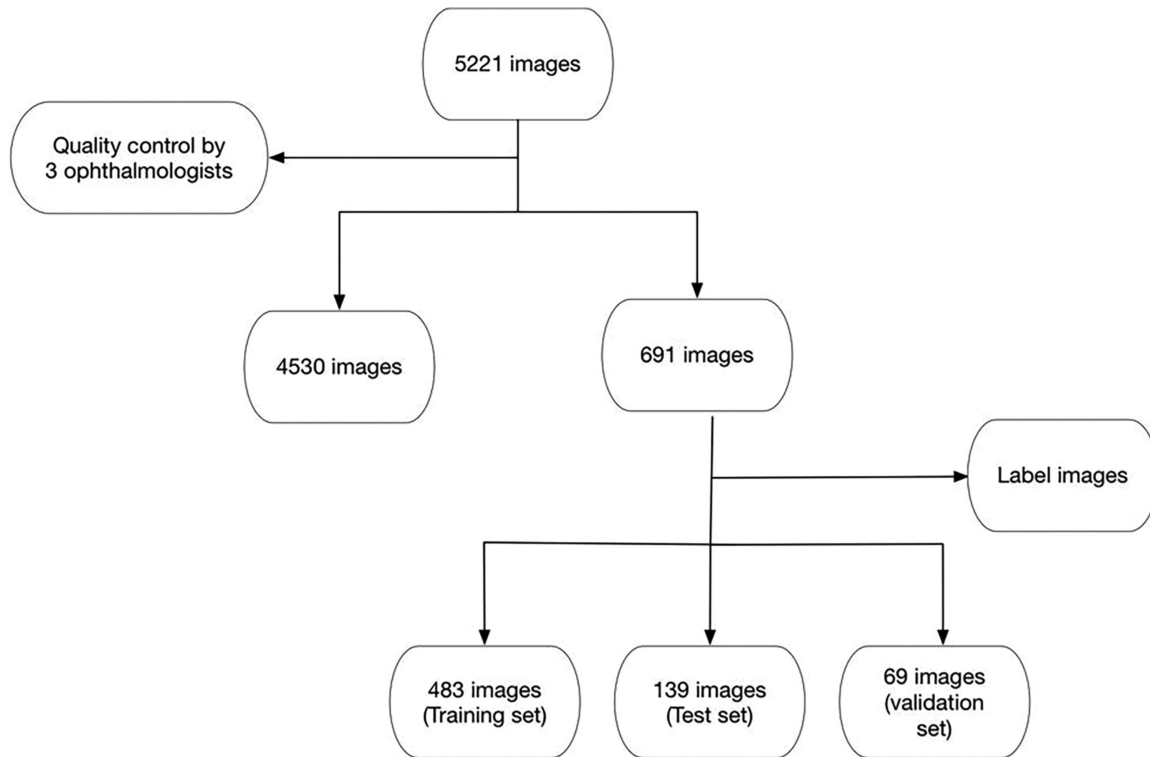 5221 images
Quality control by
3 ophthalmologists
4530 images
691 images
Label images
483 images
(Training set)
139 images
(Test set)
69 images
(validation
set)